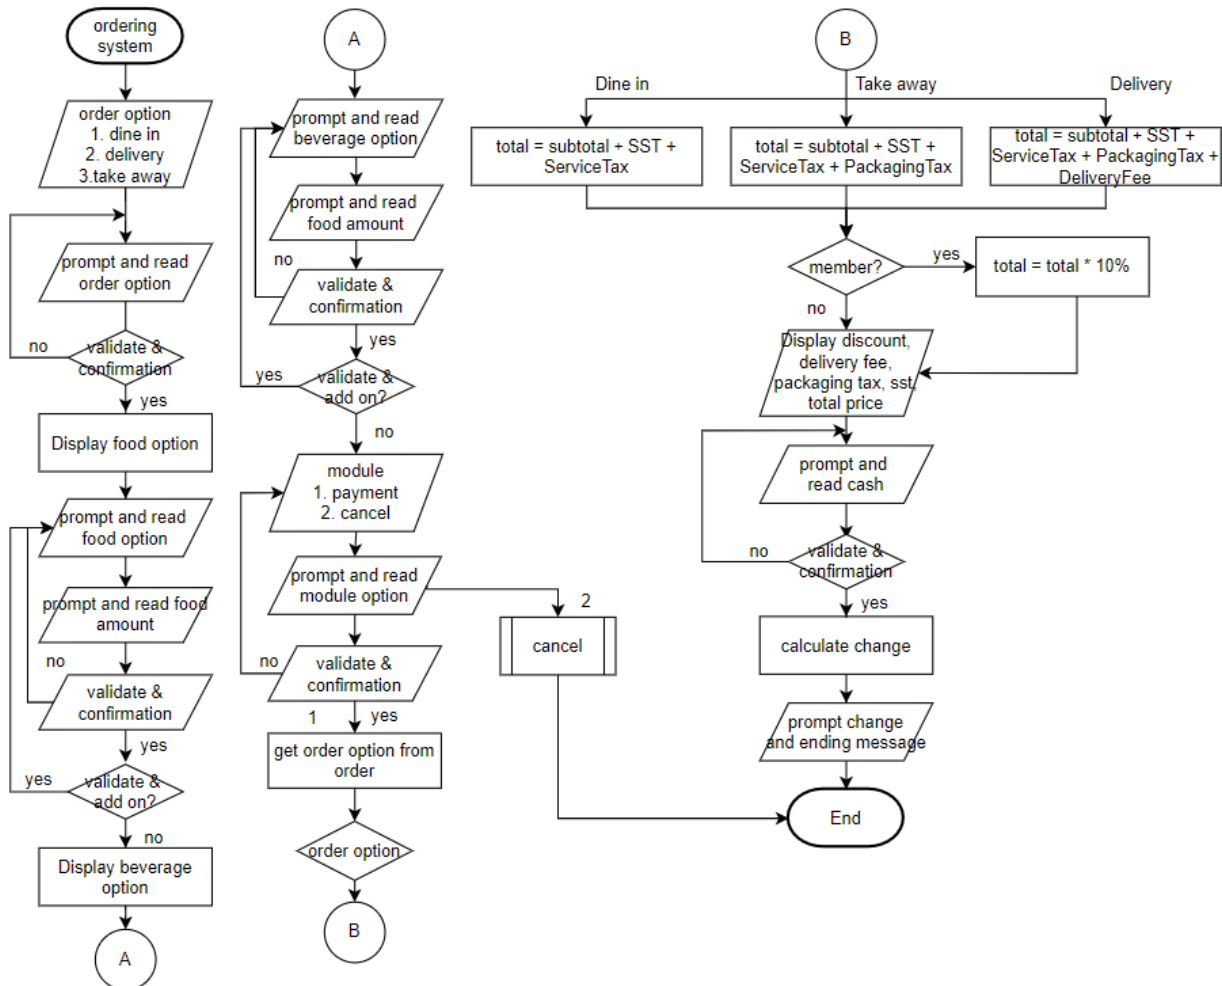 ordering
system
order option
1. dine in
2. delivery
3.take away
prompt and read
order option
no
validate &
confirmation
yes
Display food option
prompt and read
food option
prompt and read food
amount
no
validate &
confirmation
yes
yes
validate &
add on?
no
Display beverage
option
A
A
prompt and read
beverage option
prompt and read
food amount
no
validate &
confirmation
yes
yes
validate &
add on?
no
module
1. payment
2. cancel
prompt and read
module option
2
cancel
no
validate &
confirmation
1
yes
get order option from
order
order option
B
B
Dine in
Take away
Delivery
total = subtotal + SST +
ServiceTax
total = subtotal + SST +
ServiceTax + PackagingTax
total = subtotal + SST +
ServiceTax + PackagingTax +
DeliveryFee
member?
yes
total = total * 10%
no
Display discount,
delivery fee,
packaging tax, sst,
total price
prompt and
read cash
no
validate &
confirmation
yes
calculate change
prompt change
and ending message
End